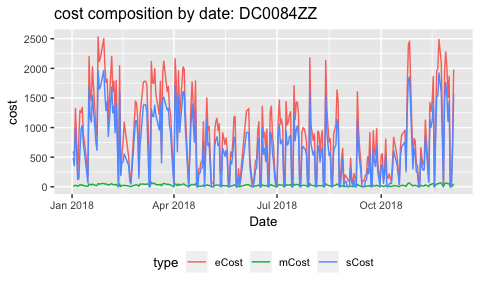 cost composition by date: DC0084ZZ
cost
2500
2000
1500
1000
500
0
Jan 2018 Apr 2018 Jul 2018 Oct 2018
Date
type eCost mCost sCost